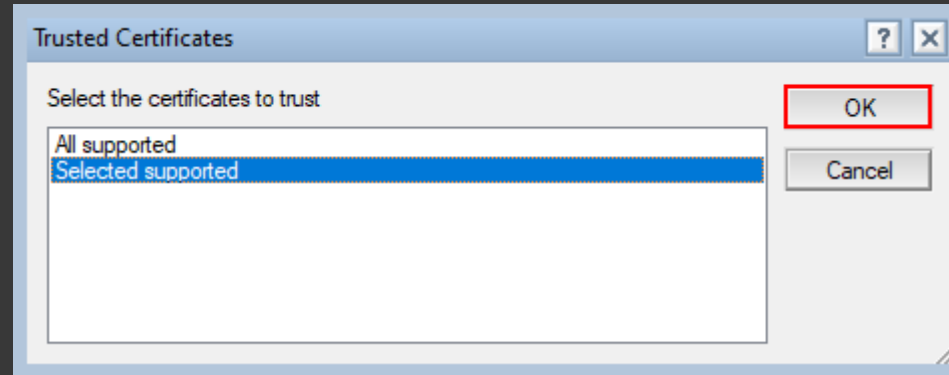 Trusted Certificates
?
Select the certificates to trust
OK
All supported
Selected supported
Cancel